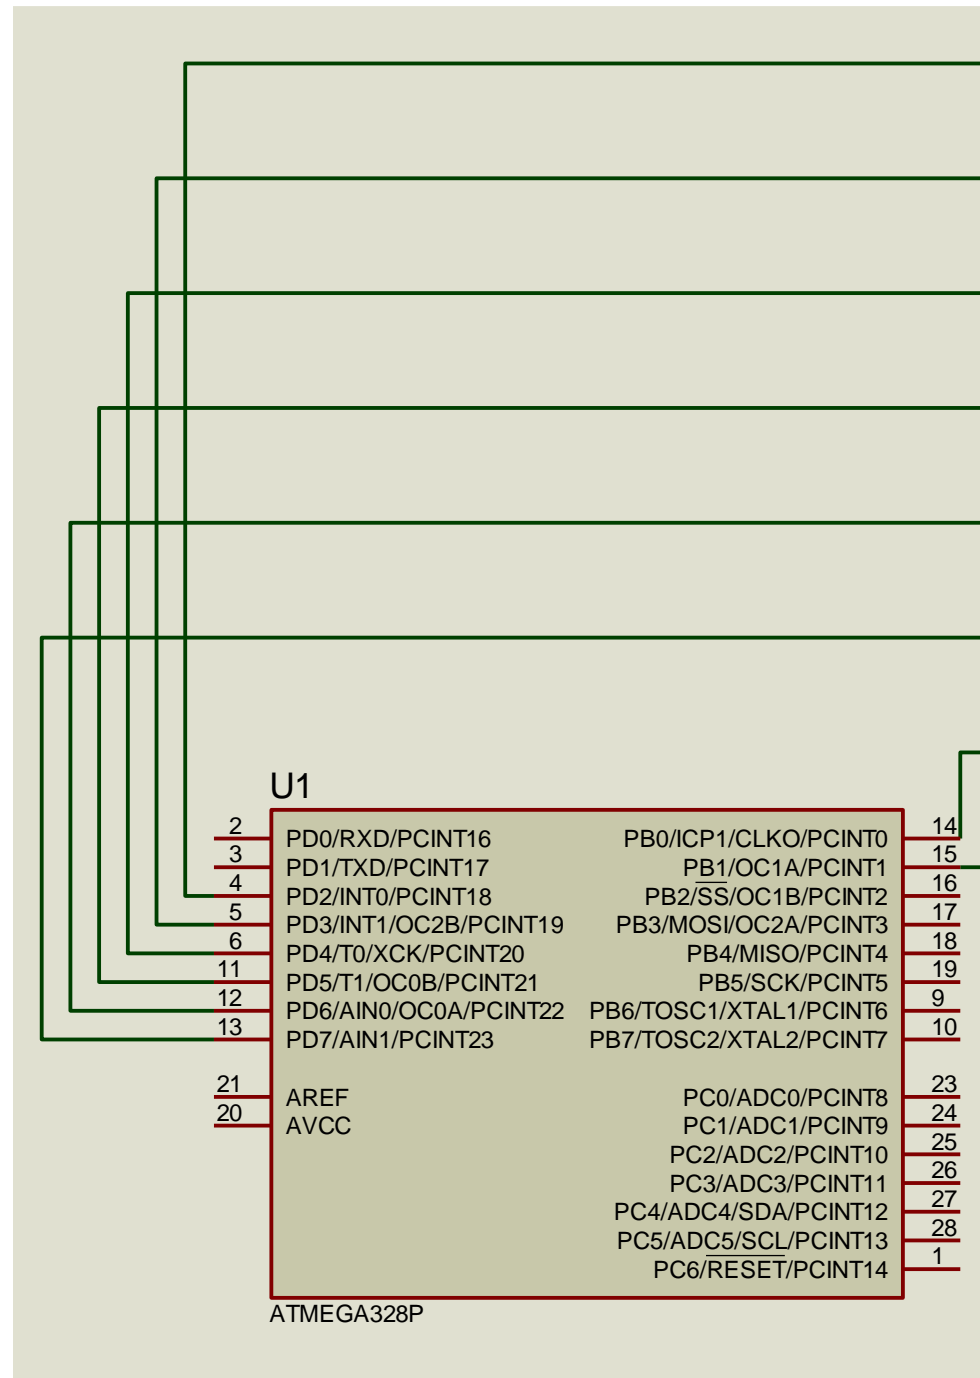 U1
2 PD0/RXD/PCINT16 PB0/ICP1/CLKO/PCINT0 14
3 PD1/TXD/PCINT17 PB1/OC1A/PCINT1 15
4 PD2/INT0/PCINT18 PB2/SS/OC1B/PCINT2 16
5 PD3/INT1/OC2B/PCINT19 PB3/MOSI/OC2A/PCINT3 17
6 PD4/T0/XCK/PCINT20 PB4/MISO/PCINT4 18
11 PD5/T1/OC0B/PCINT21 PB5/SCK/PCINT5 19
12 PD6/AIN0/OC0A/PCINT22 PB6/TOSC1/XTAL1/PCINT6 9
13 PD7/AIN1/PCINT23 PB7/TOSC2/XTAL2/PCINT7 10
21 AREF PC0/ADC0/PCINT8 23
20 AVCC PC1/ADC1/PCINT9 24
PC2/ADC2/PCINT10 25
PC3/ADC3/PCINT11 26
PC4/ADC4/SDA/PCINT12 27
PC5/ADC5/SCL/PCINT13 28
PC6/RESET/PCINT14 1
ATMEGA328P